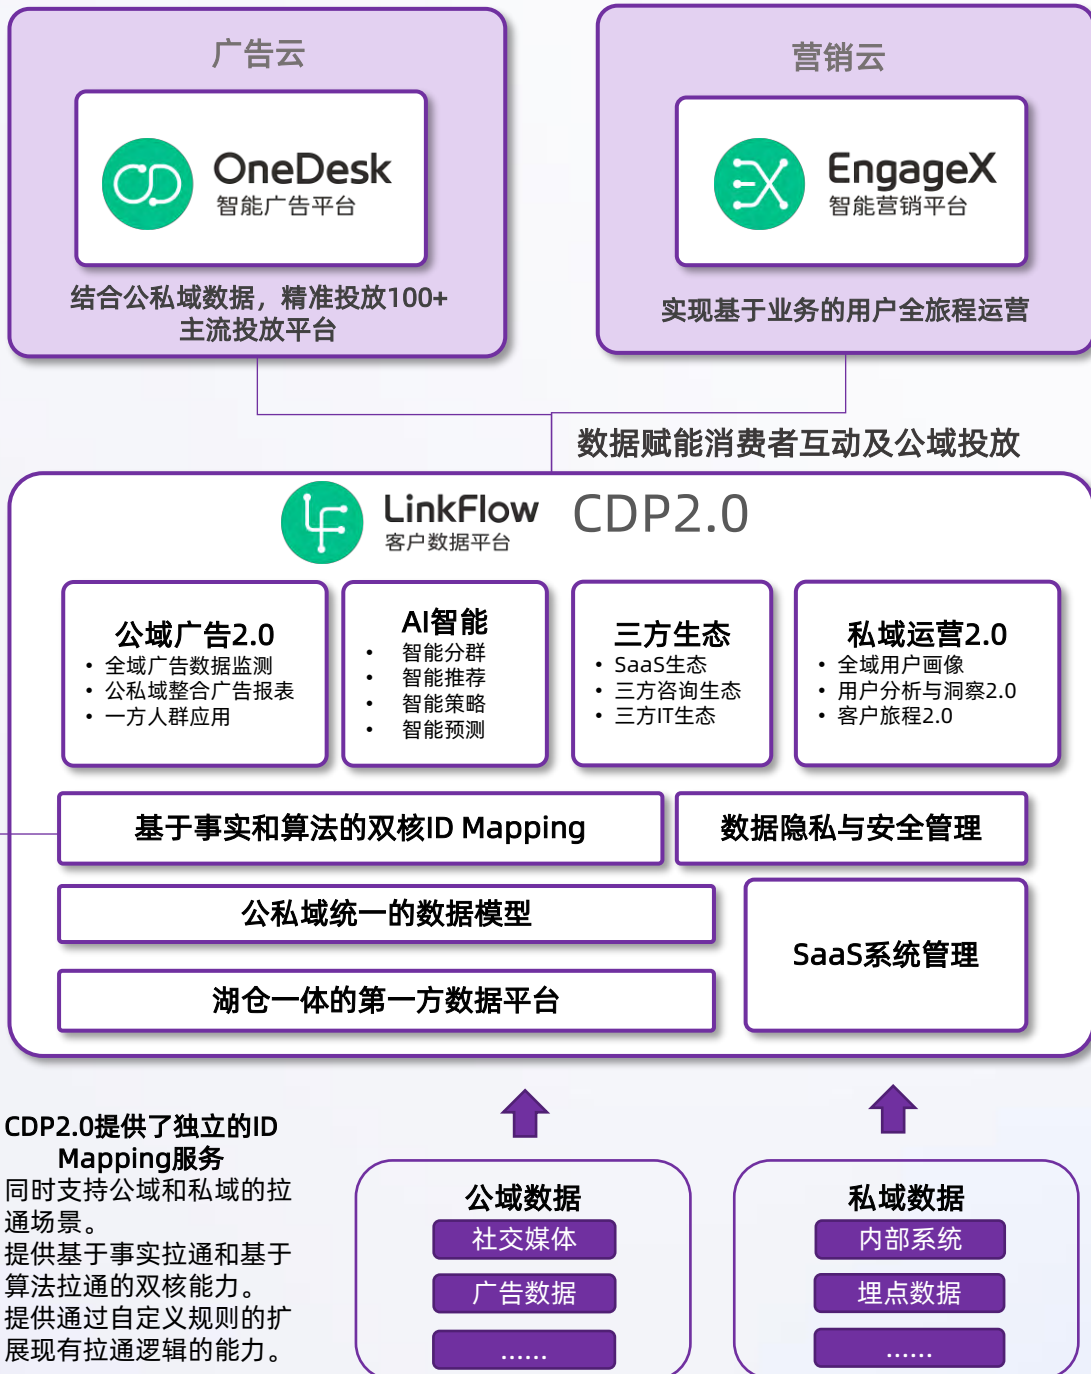 广告云
OneDesk
智能广告平台
结合公私域数据，精准投放100+
主流投放平台
营销云
EngageX
智能营销平台
实现基于业务的用户全旅程运营
数据赋能消费者互动及公域投放
LinkFlow
客户数据平台
CDP2.0
公域广告2.0
• 全域广告数据监测
• 公私域整合广告报表
• 一方人群应用
AI智能
• 智能分群
• 智能推荐
• 智能策略
• 智能预测
三方生态
• SaaS生态
• 三方咨询生态
• 三方IT生态
私域运营2.0
• 全域用户画像
• 用户分析与洞察2.0
• 客户旅程2.0
基于事实和算法的双核ID Mapping
数据隐私与安全管理
公私域统一的数据模型
SaaS系统管理
湖仓一体的第一方数据平台
CDP2.0提供了独立的ID
Mapping服务
同时支持公域和私域的拉
通场景。
提供基于事实拉通和基于
算法拉通的双核能力。
提供通过自定义规则的扩
展现有拉通逻辑的能力。
公域数据
社交媒体
广告数据
......
私域数据
内部系统
埋点数据
......